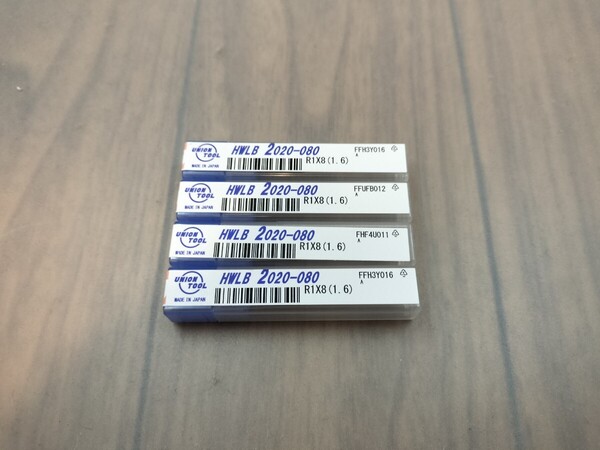 UNION TOOL
MADE IN JAPAN
HWLB 2020-080
R1X8(1.6)
FFH3Y016
A
UNION TOOL
MADE IN JAPAN
HWLB 2020-080
R1X8(1.6)
FFUFB012
A
UNION TOOL
MADE IN JAPAN
HWLB 2020-080
R1X8(1.6)
FHF4U011
A
UNION TOOL
MADE IN JAPAN
HWLB 2020-080
R1X8(1.6)
FFH3Y016
A